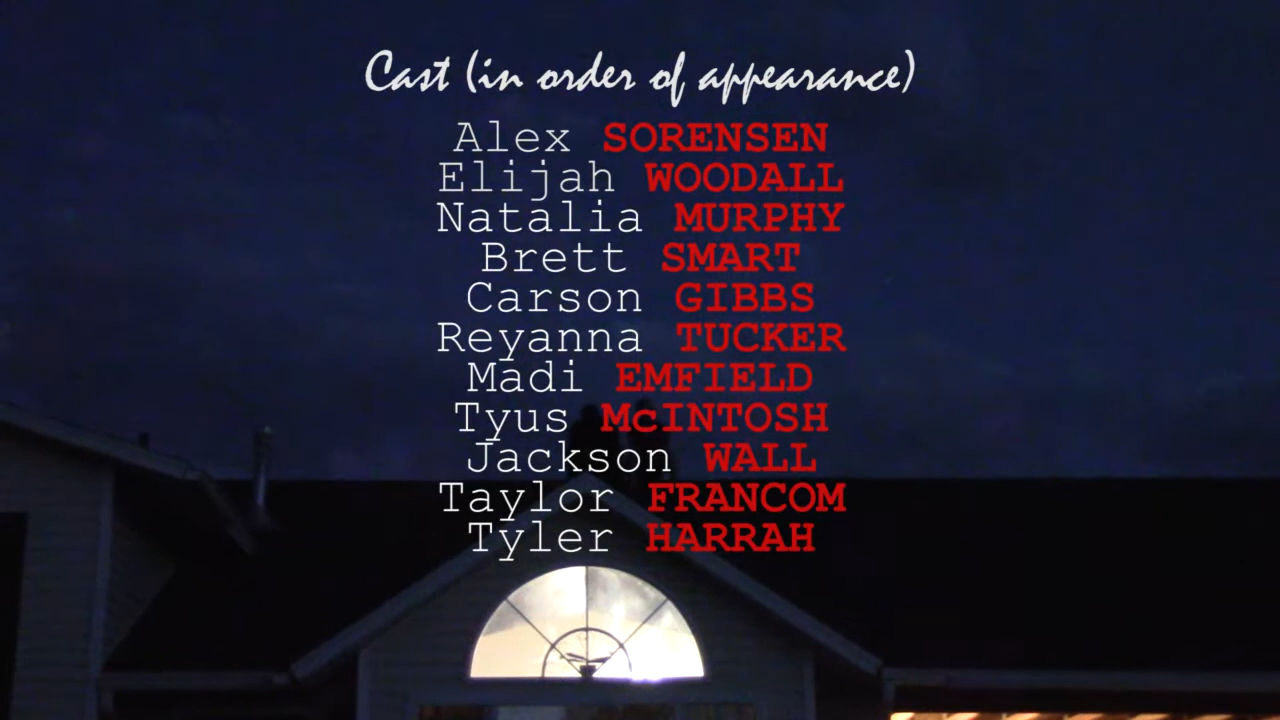 Cast (in order of appearance)
Alex SORENSEN
Elijah WOODALL
Natalia MURPHY
Brett SMART
Carson GIBBS
Reyanna TUCKER
Madi EMFIELD
Tyus McINTOSH
Jackson WALL
Taylor FRANCOM
Tyler HARRAH